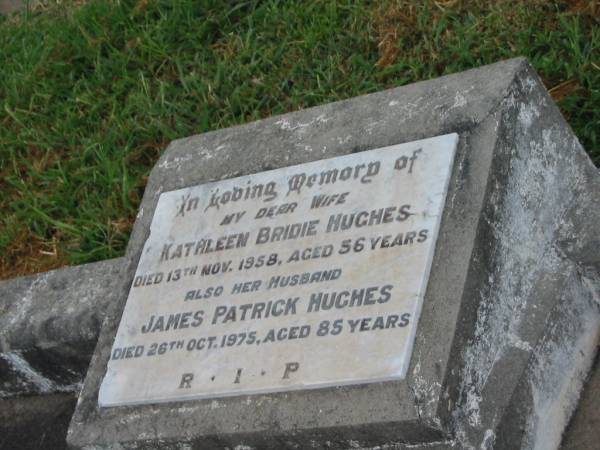 In Loving Memory of
MY DEAR WIFE
KATHLEEN BRIDIE HUGHES
DIED 13TH NOV. 1958, AGED 56 YEARS
ALSO HER HUSBAND
JAMES PATRICK HUGHES
DIED 26TH OCT. 1975, AGED 85 YEARS
R · I · P